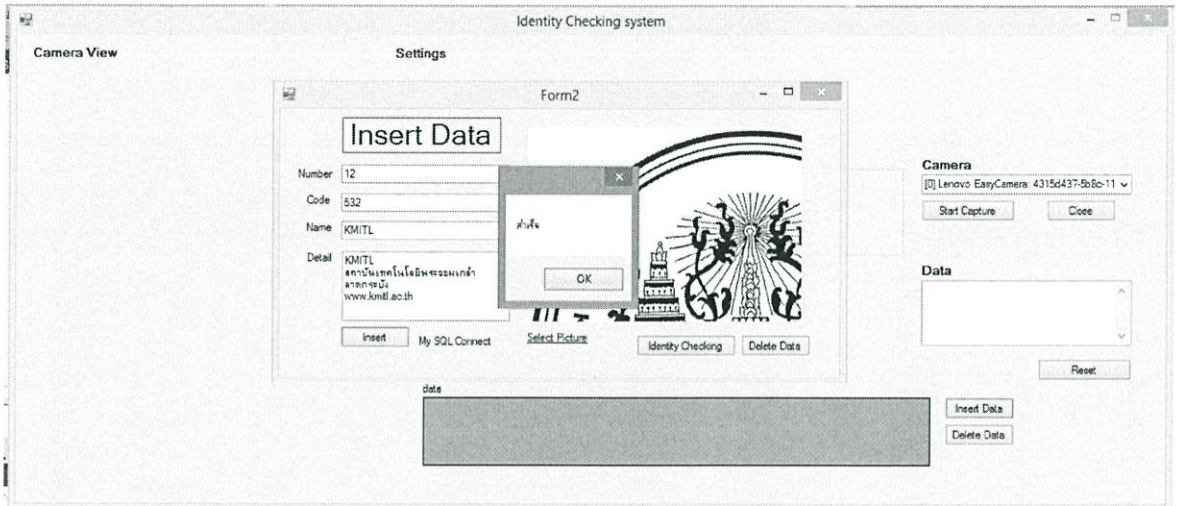 Identity Checking system
Camera View
Settings
Form2
Insert Data
Number 12
Code 532
Name KMITL
Detail KMITL
สถาบันเทคโนโลยีพระจอมเกล้า
ลาดกระบัง
www.kmitl.ac.th
สำเร็จ
OK
Insert
My SQL Connect
Select Picture
Identity Checking
Delete Data
Camera
[0] Lenovo EasyCamera: 4315d437-5b8c-11
Start Capture
Close
Data
Reset
data
Insert Data
Delete Data